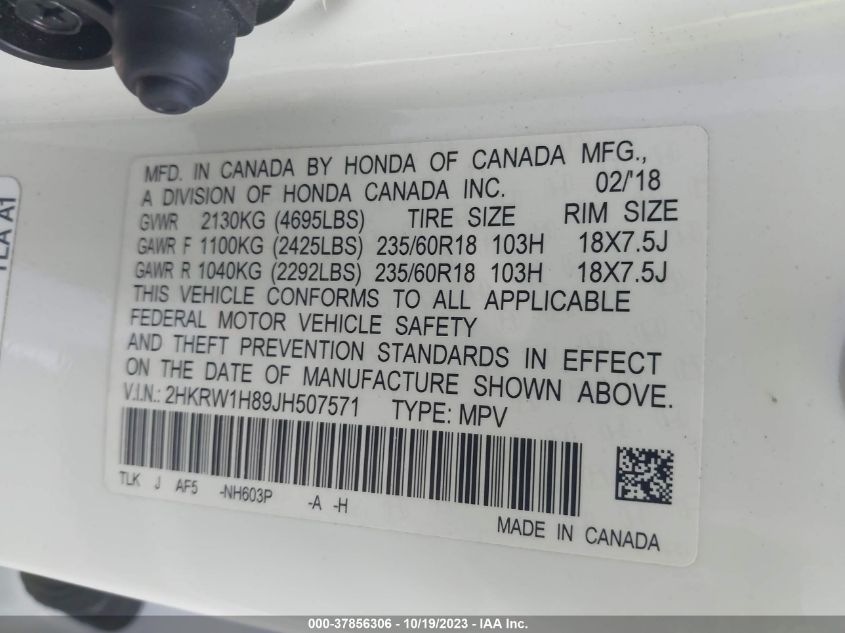 MFD. IN CANADA BY HONDA OF CANADA MFG.,
A DIVISION OF HONDA CANADA INC. 02/'18
GVWR 2130KG (4695LBS) TIRE SIZE RIM SIZE
GAWR F 1100KG (2425LBS) 235/60R18 103H 18X7.5J
GAWR R 1040KG (2292LBS) 235/60R18 103H 18X7.5J
THIS VEHICLE CONFORMS TO ALL APPLICABLE
FEDERAL MOTOR VEHICLE SAFETY
AND THEFT PREVENTION STANDARDS IN EFFECT
ON THE DATE OF MANUFACTURE SHOWN ABOVE.
V.I.N.: 2HKRW1H89JH507571 TYPE: MPV
TLK J AF5 -NH603P -A -H
MADE IN CANADA
TLA A1
000-37856306 - 10/19/2023 - IAA Inc.